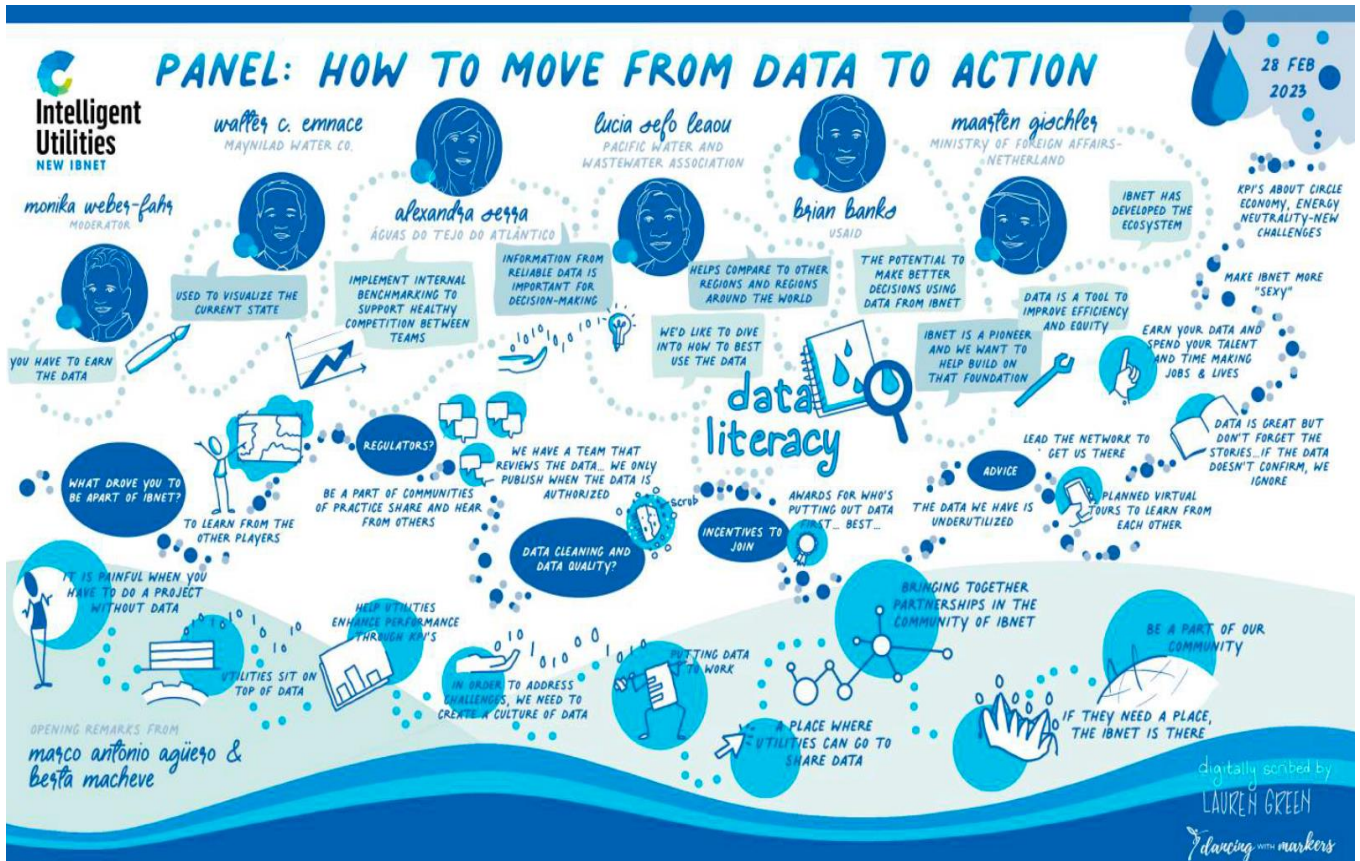 PANEL: HOW TO MOVE FROM DATA TO ACTION
28 FEB
2023
Intelligent
Utilities
NEW IBNET
monika weber-fahr
MODERATOR
YOU HAVE TO EARN
THE DATA
walter c. emnace
MAYNILAD WATER CO.
USED TO VISUALIZE THE
CURRENT STATE
alexandra serra
ÁGUAS DO TEJO DO ATLÂNTICO
IMPLEMENT INTERNAL
BENCHMARKING TO
SUPPORT HEALTHY
COMPETITION BETWEEN
TEAMS
INFORMATION FROM
RELIABLE DATA IS
IMPORTANT FOR
DECISION-MAKING
lucia sefo leaou
PACIFIC WATER AND
WASTEWATER ASSOCIATION
HELPS COMPARE TO OTHER
REGIONS AND REGIONS
AROUND THE WORLD
WE'D LIKE TO DIVE
INTO HOW TO BEST
USE THE DATA
brian banks
USAID
THE POTENTIAL TO
MAKE BETTER
DECISIONS USING
DATA FROM IBNET
IBNET IS A PIONEER
AND WE WANT TO
HELP BUILD ON
THAT FOUNDATION
maarten gischler
MINISTRY OF FOREIGN AFFAIRS-
NETHERLAND
IBNET HAS
DEVELOPED THE
ECOSYSTEM
DATA IS A TOOL TO
IMPROVE EFFICIENCY
AND EQUITY
KPI'S ABOUT CIRCLE
ECONOMY, ENERGY
NEUTRALITY-NEW
CHALLENGES
MAKE IBNET MORE
"SEXY"
EARN YOUR DATA AND
SPEND YOUR TALENT
AND TIME MAKING
JOBS & LIVES
DATA IS GREAT BUT
DON'T FORGET THE
STORIES...IF THE DATA
DOESN'T CONFIRM, WE
IGNORE
data
literacy
WHAT DROVE YOU TO
BE APART OF IBNET?
TO LEARN FROM THE
OTHER PLAYERS
REGULATORS?
BE A PART OF COMMUNITIES
OF PRACTICE SHARE AND HEAR
FROM OTHERS
WE HAVE A TEAM THAT
REVIEWS THE DATA... WE ONLY
PUBLISH WHEN THE DATA IS
AUTHORIZED
scrub
DATA CLEANING AND
DATA QUALITY?
INCENTIVES TO
JOIN
AWARDS FOR WHO'S
PUTTING OUT DATA
FIRST... BEST...
ADVICE
THE DATA WE HAVE IS
UNDERUTILIZED
LEAD THE NETWORK TO
GET US THERE
PLANNED VIRTUAL
TOURS TO LEARN FROM
EACH OTHER
IT IS PAINFUL WHEN YOU
HAVE TO DO A PROJECT
WITHOUT DATA
UTILITIES SIT ON
TOP OF DATA
HELP UTILITIES
ENHANCE PERFORMANCE
THROUGH KPI'S
IN ORDER TO ADDRESS
CHALLENGES, WE NEED TO
CREATE A CULTURE OF DATA
PUTTING DATA
TO WORK
A PLACE WHERE
UTILITIES CAN GO TO
SHARE DATA
BRINGING TOGETHER
PARTNERSHIPS IN THE
COMMUNITY OF IBNET
BE A PART OF OUR
COMMUNITY
IF THEY NEED A PLACE,
THE IBNET IS THERE
OPENING REMARKS FROM
marco antonio agüero &
berta macheve
digitally scribed by
LAUREN GREEN
dancing WITH markers